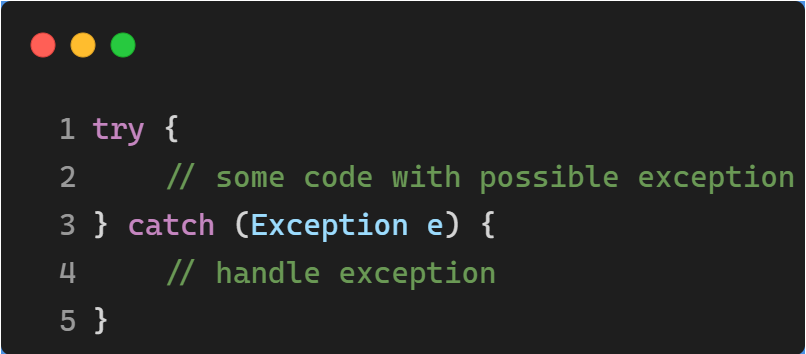 1 try {
2     // some code with possible exception
3 } catch (Exception e) {
4     // handle exception
5 }